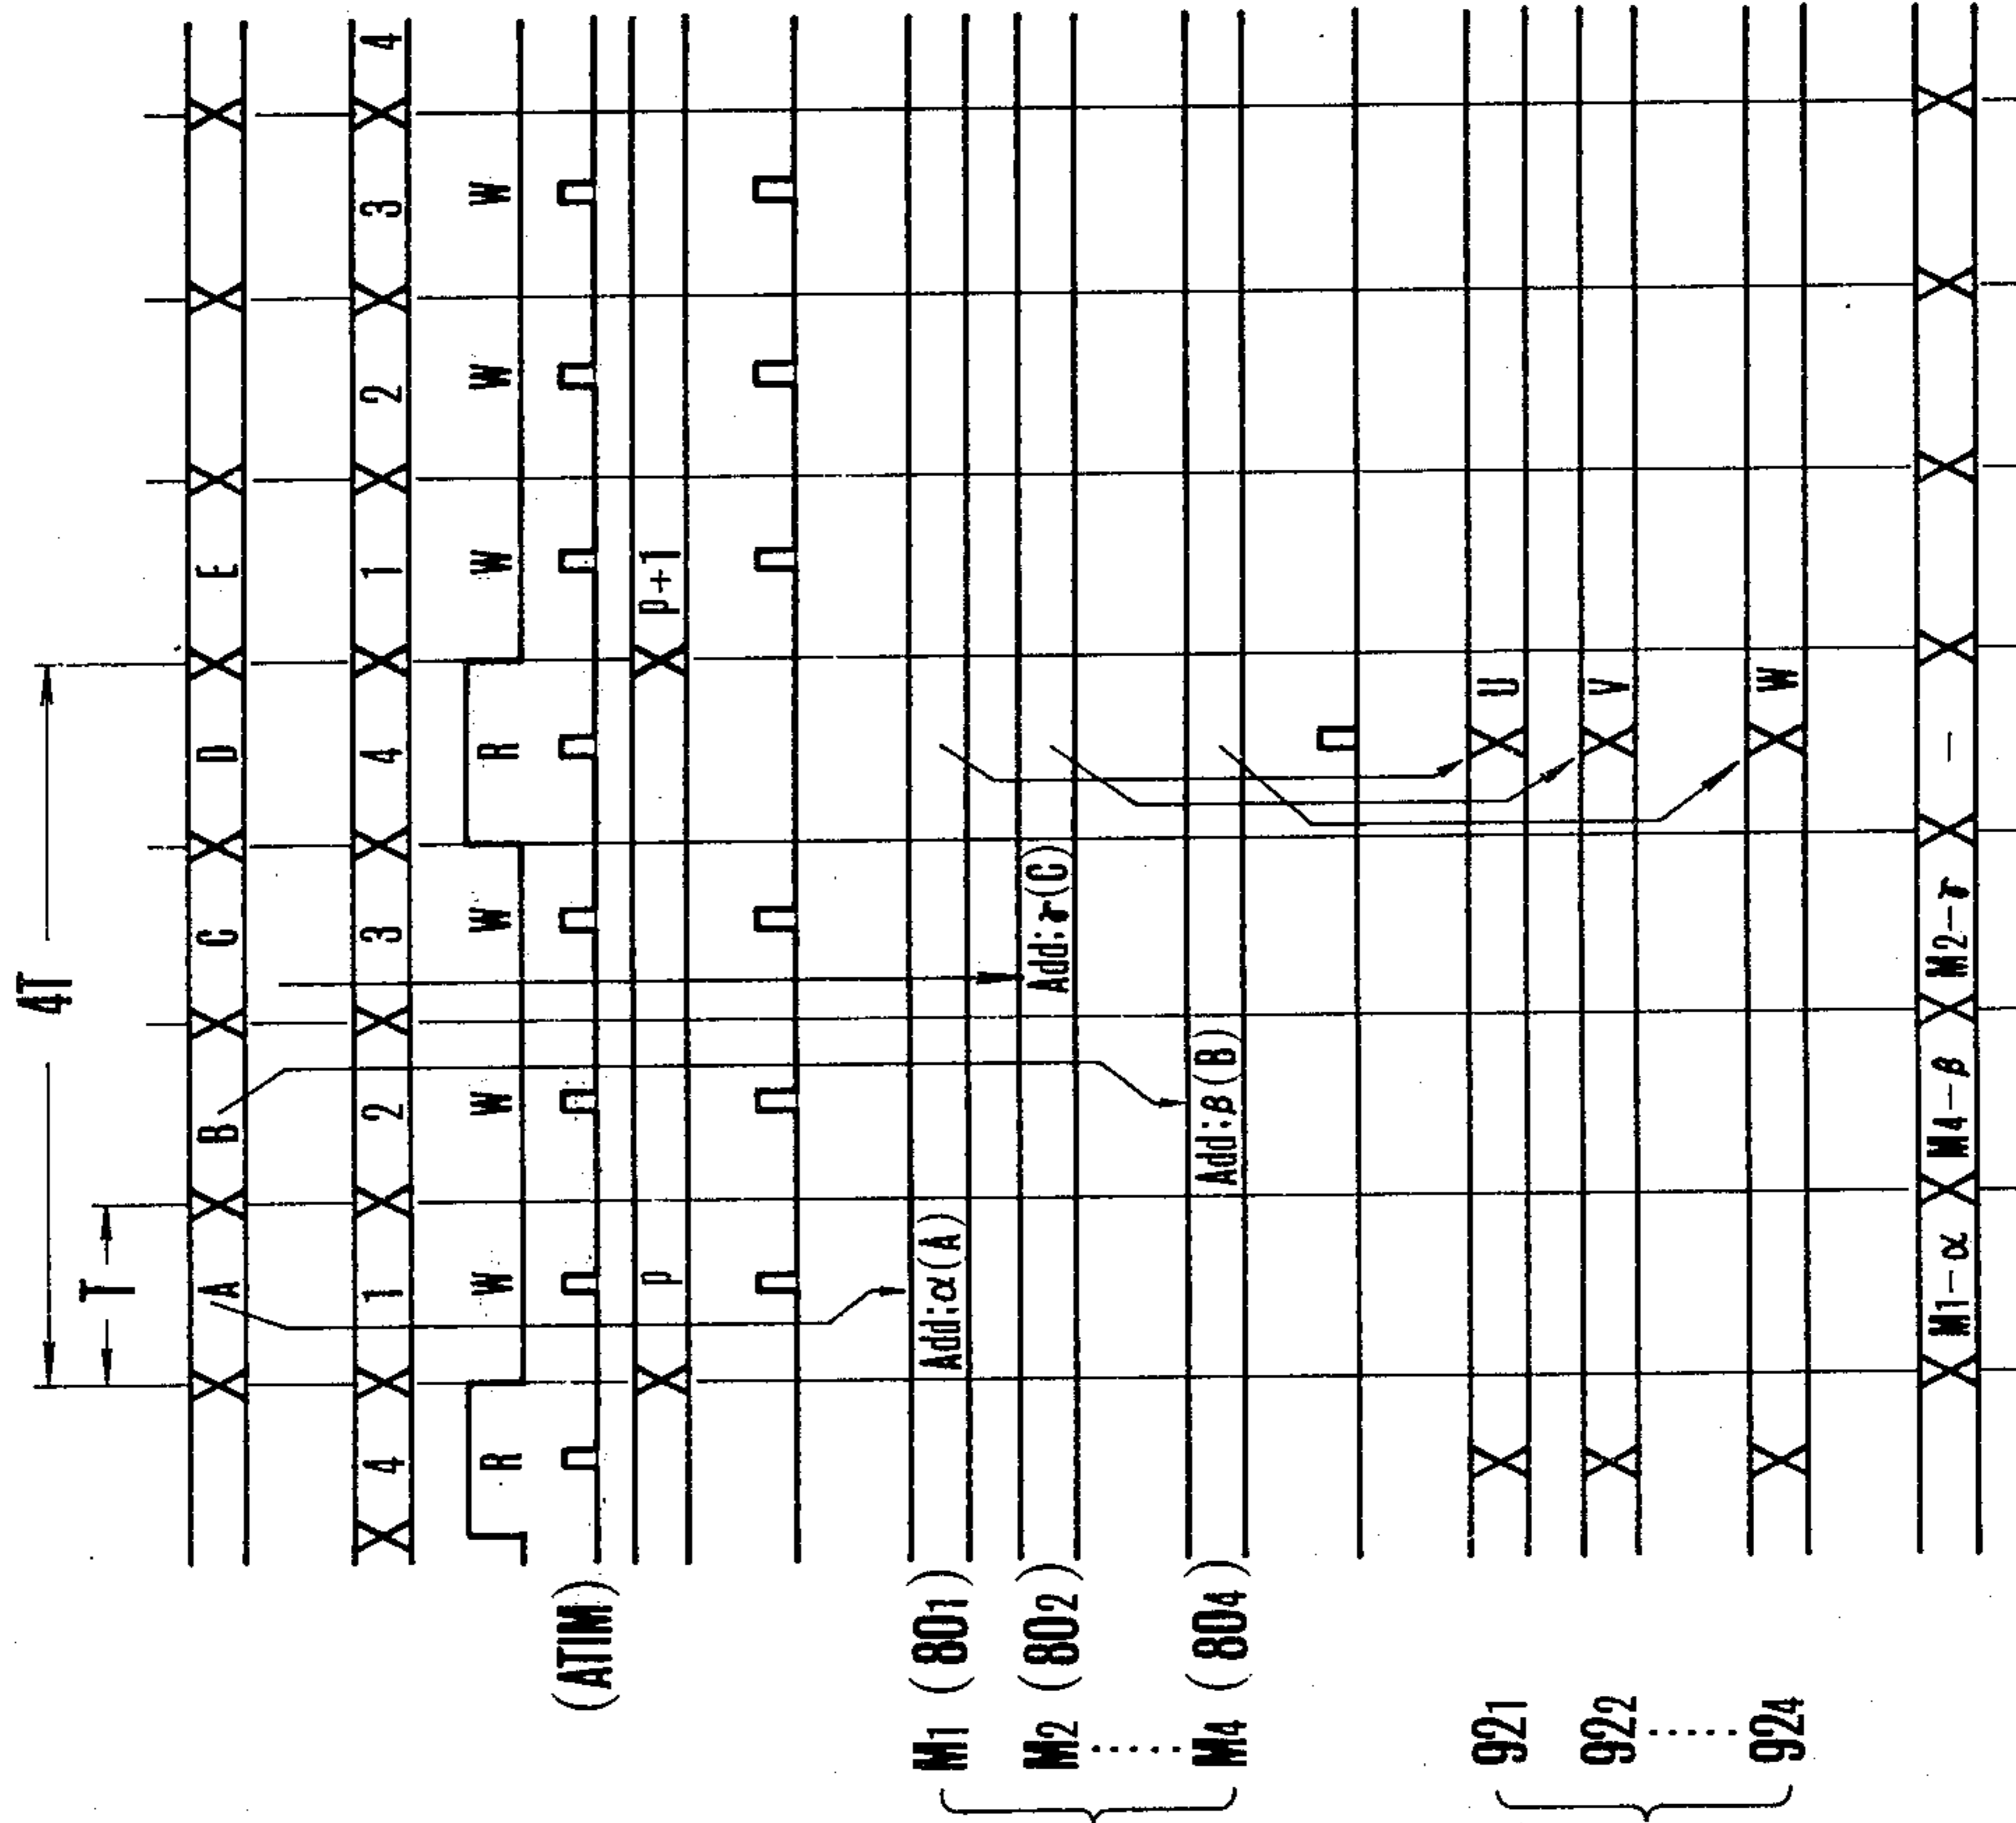 4T
T
A B C D E
4 1 2 3 4 1 2 3 4
R W W W R W W W
(ATIM)
p p+1
M1 (801) Add;α(A)
M2 (802) Add;γ(C)
M4 (804) Add;β(B)
921 U
922 V
924 W
M1-α M4-β M2-γ -